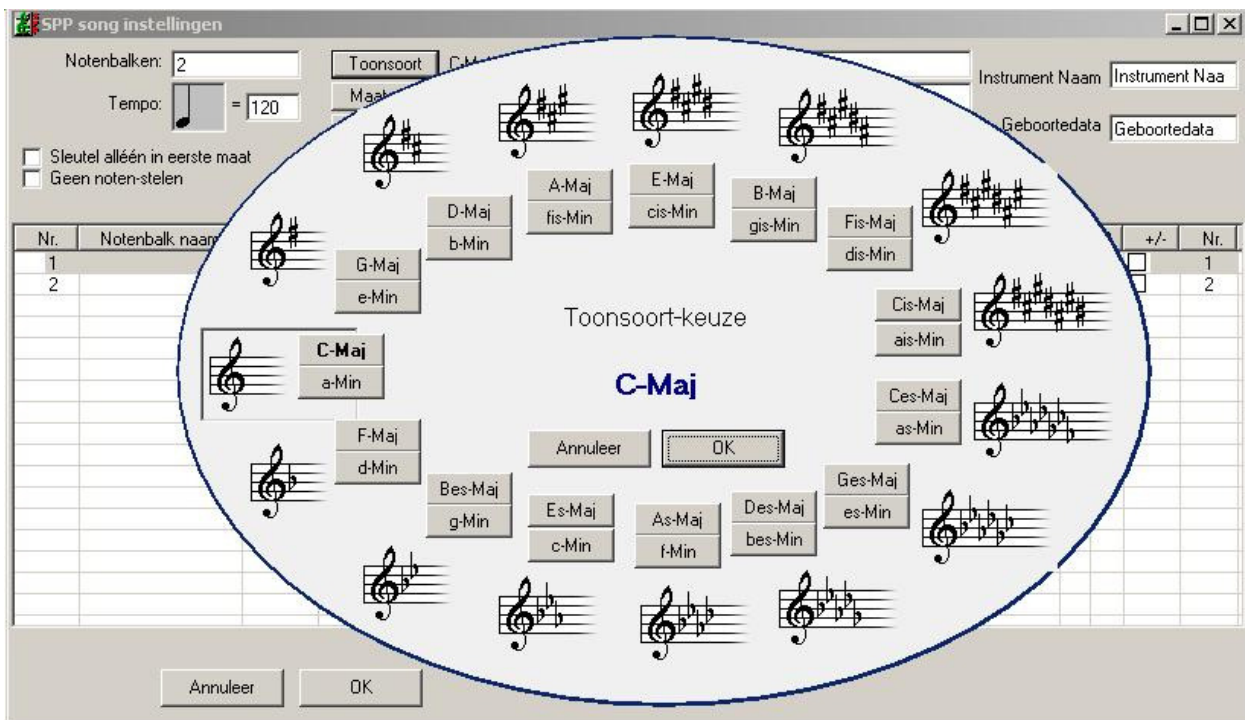 SPP song instellingen
Notenbalken: 2
Toonsoort
Instrument Naam Instrument Naa
Tempo: = 120
Geboortedata Geboortedata
Sleutel alléén in eerste maat
Geen noten-stelen
Nr. Notenbalk naam +/- Nr.
1 1
2 2
A-Maj
fis-Min
E-Maj
cis-Min
B-Maj
gis-Min
D-Maj
b-Min
Fis-Maj
dis-Min
G-Maj
e-Min
Cis-Maj
ais-Min
Toonsoort-keuze
C-Maj
a-Min
C-Maj
Ces-Maj
as-Min
F-Maj
d-Min
Annuleer OK
Bes-Maj
g-Min
Ges-Maj
es-Min
Es-Maj
c-Min
As-Maj
f-Min
Des-Maj
bes-Min
Annuleer OK